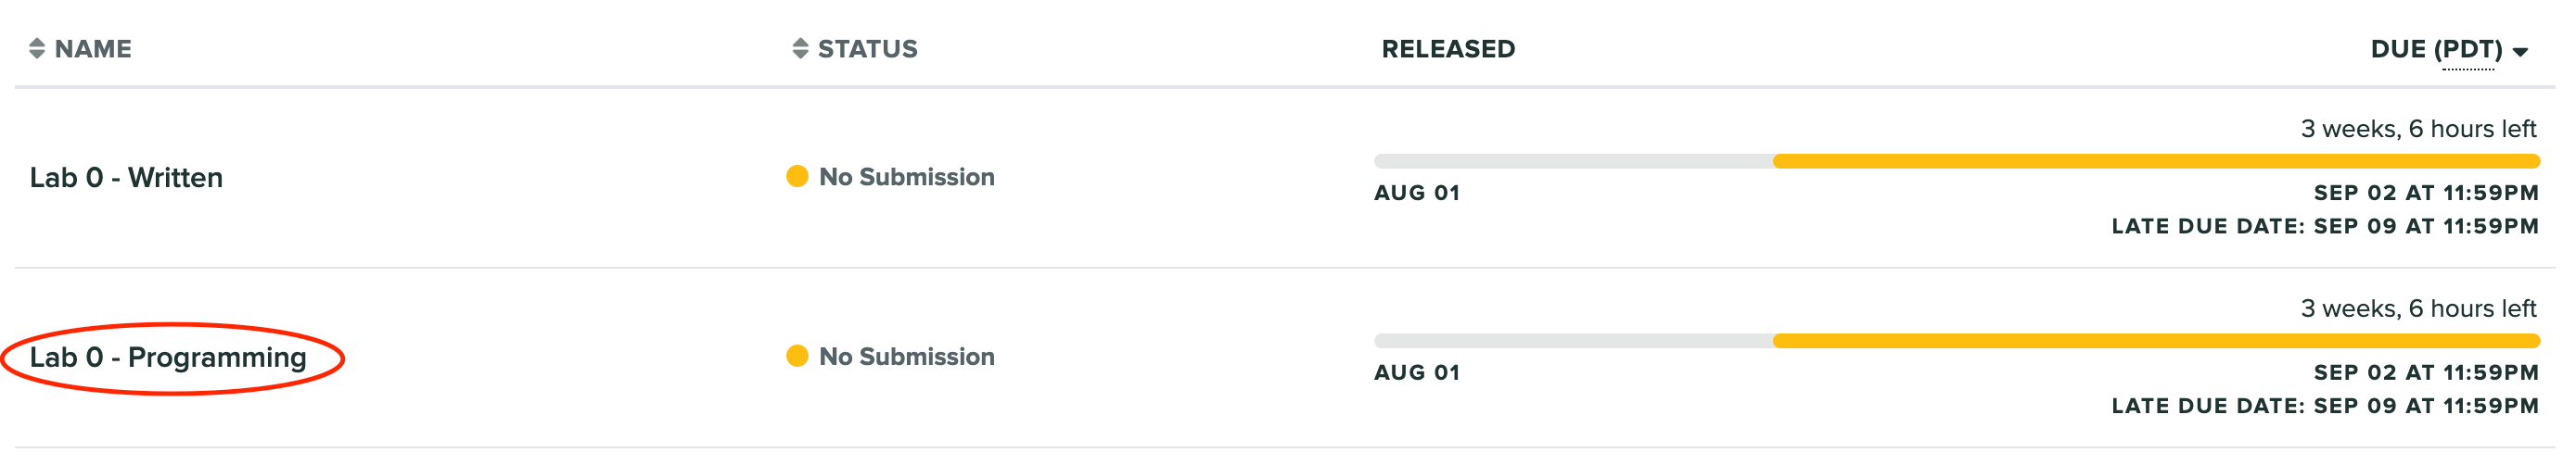 NAME STATUS RELEASED DUE (PDT)
3 weeks, 6 hours left
Lab 0 - Written No Submission
AUG 01 SEP 02 AT 11:59PM
LATE DUE DATE: SEP 09 AT 11:59PM
3 weeks, 6 hours left
Lab 0 - Programming No Submission
AUG 01 SEP 02 AT 11:59PM
LATE DUE DATE: SEP 09 AT 11:59PM